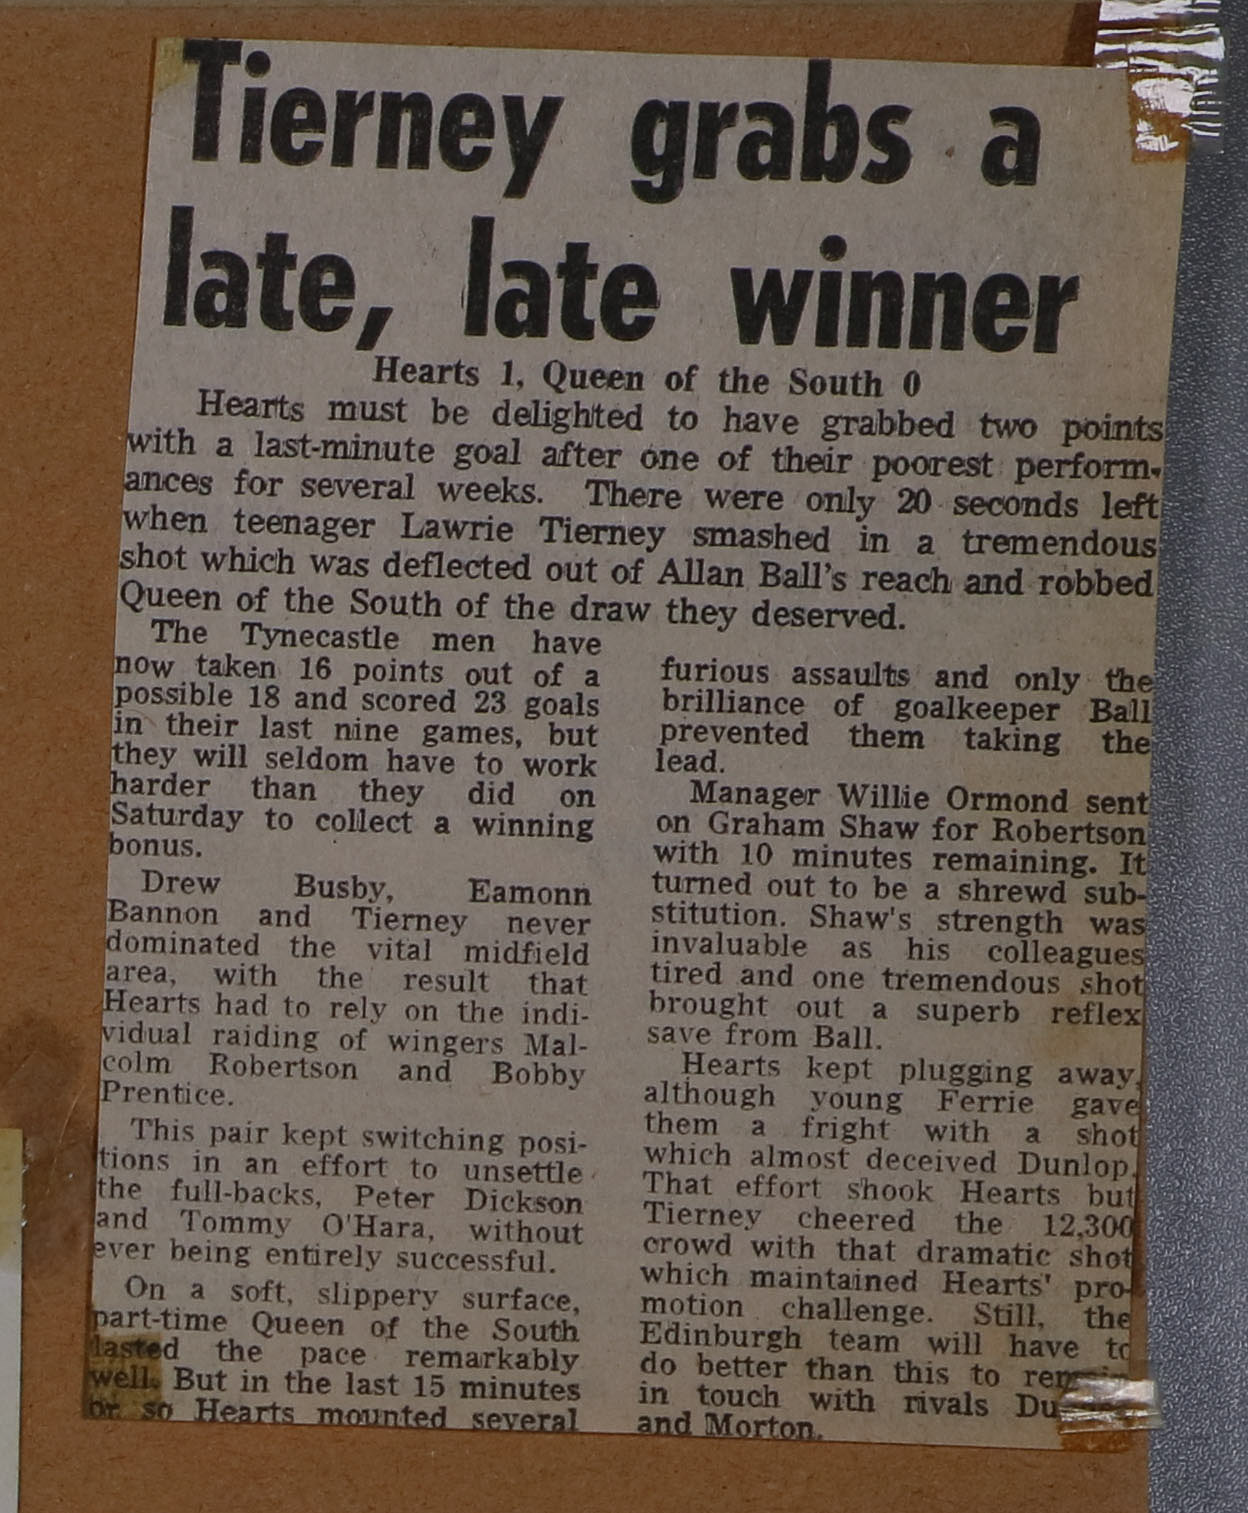 Tierney grabs a
late, late winner
Hearts 1, Queen of the South 0
Hearts must be delighted to have grabbed two points
with a last-minute goal after one of their poorest perform-
ances for several weeks. There were only 20 seconds left
when teenager Lawrie Tierney smashed in a tremendous
shot which was deflected out of Allan Ball's reach and robbed
Queen of the South of the draw they deserved.
The Tynecastle men have
now taken 16 points out of a
possible 18 and scored 23 goals
in their last nine games, but
they will seldom have to work
harder than they did on
Saturday to collect a winning
bonus.
Drew Busby, Eamonn
Bannon and Tierney never
dominated the vital midfield
area, with the result that
Hearts had to rely on the indi-
vidual raiding of wingers Mal-
colm Robertson and Bobby
Prentice.
This pair kept switching posi-
tions in an effort to unsettle
the full-backs, Peter Dickson
and Tommy O'Hara, without
ever being entirely successful.
On a soft, slippery surface,
part-time Queen of the South
lasted the pace remarkably
well. But in the last 15 minutes
or so Hearts mounted several
furious assaults and only the
brilliance of goalkeeper Ball
prevented them taking the
lead.
Manager Willie Ormond sent
on Graham Shaw for Robertson
with 10 minutes remaining. It
turned out to be a shrewd sub-
stitution. Shaw's strength was
invaluable as his colleagues
tired and one tremendous shot
brought out a superb reflex
save from Ball.
Hearts kept plugging away,
although young Ferrie gave
them a fright with a shot
which almost deceived Dunlop.
That effort shook Hearts but
Tierney cheered the 12,300
crowd with that dramatic shot
which maintained Hearts' pro-
motion challenge. Still, the
Edinburgh team will have to
do better than this to remain
in touch with rivals
and Morton.